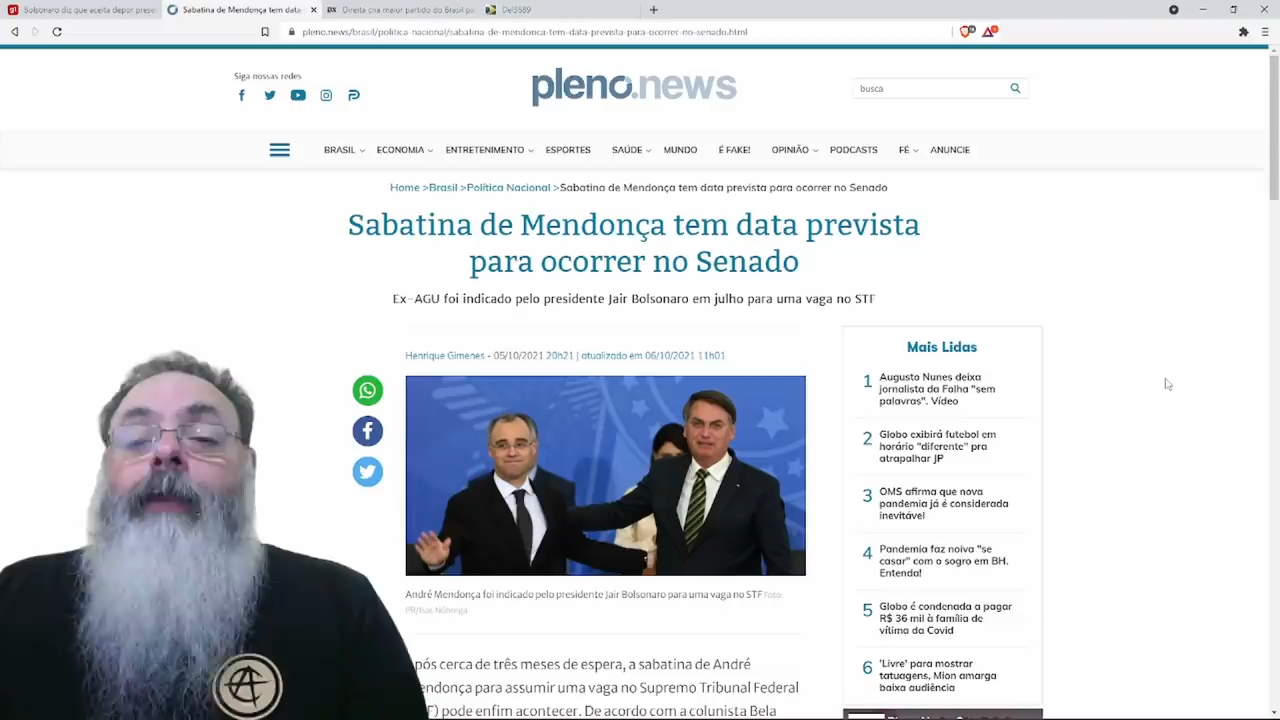 Bolsonaro diz que aceita depor prese
Sabatina de Mendonça tem data
Direita cria maior partido do Brasil pa
Del3689
pleno.news/brasil/politica-nacional/sabatina-de-mendonca-tem-data-prevista-para-ocorrer-no-senado.html
Siga nossas redes
pleno.news
busca
BRASIL ECONOMIA ENTRETENIMENTO ESPORTES SAÚDE MUNDO É FAKE! OPINIÃO PODCASTS FÉ ANUNCIE
Home >Brasil >Política Nacional >Sabatina de Mendonça tem data prevista para ocorrer no Senado
Sabatina de Mendonça tem data prevista
para ocorrer no Senado
Ex-AGU foi indicado pelo presidente Jair Bolsonaro em julho para uma vaga no STF
Henrique Gimenes - 05/10/2021 20h21 | atualizado em 06/10/2021 11h01
André Mendonça foi indicado pelo presidente Jair Bolsonaro para uma vaga no STF Foto:
PR/Isac Nóbrega
pós cerca de três meses de espera, a sabatina de André
endonça para assumir uma vaga no Supremo Tribunal Federal
F) pode enfim acontecer. De acordo com a colunista Bela
Mais Lidas
1 Augusto Nunes deixa
jornalista da Falha "sem
palavras". Vídeo
2 Globo exibirá futebol em
horário "diferente" pra
atrapalhar JP
3 OMS afirma que nova
pandemia já é considerada
inevitável
4 Pandemia faz noiva "se
casar" com o sogro em BH.
Entenda!
5 Globo é condenada a pagar
R$ 36 mil à família de
vítima da Covid
6 'Livre' para mostrar
tatuagens, Mion amarga
baixa audiência